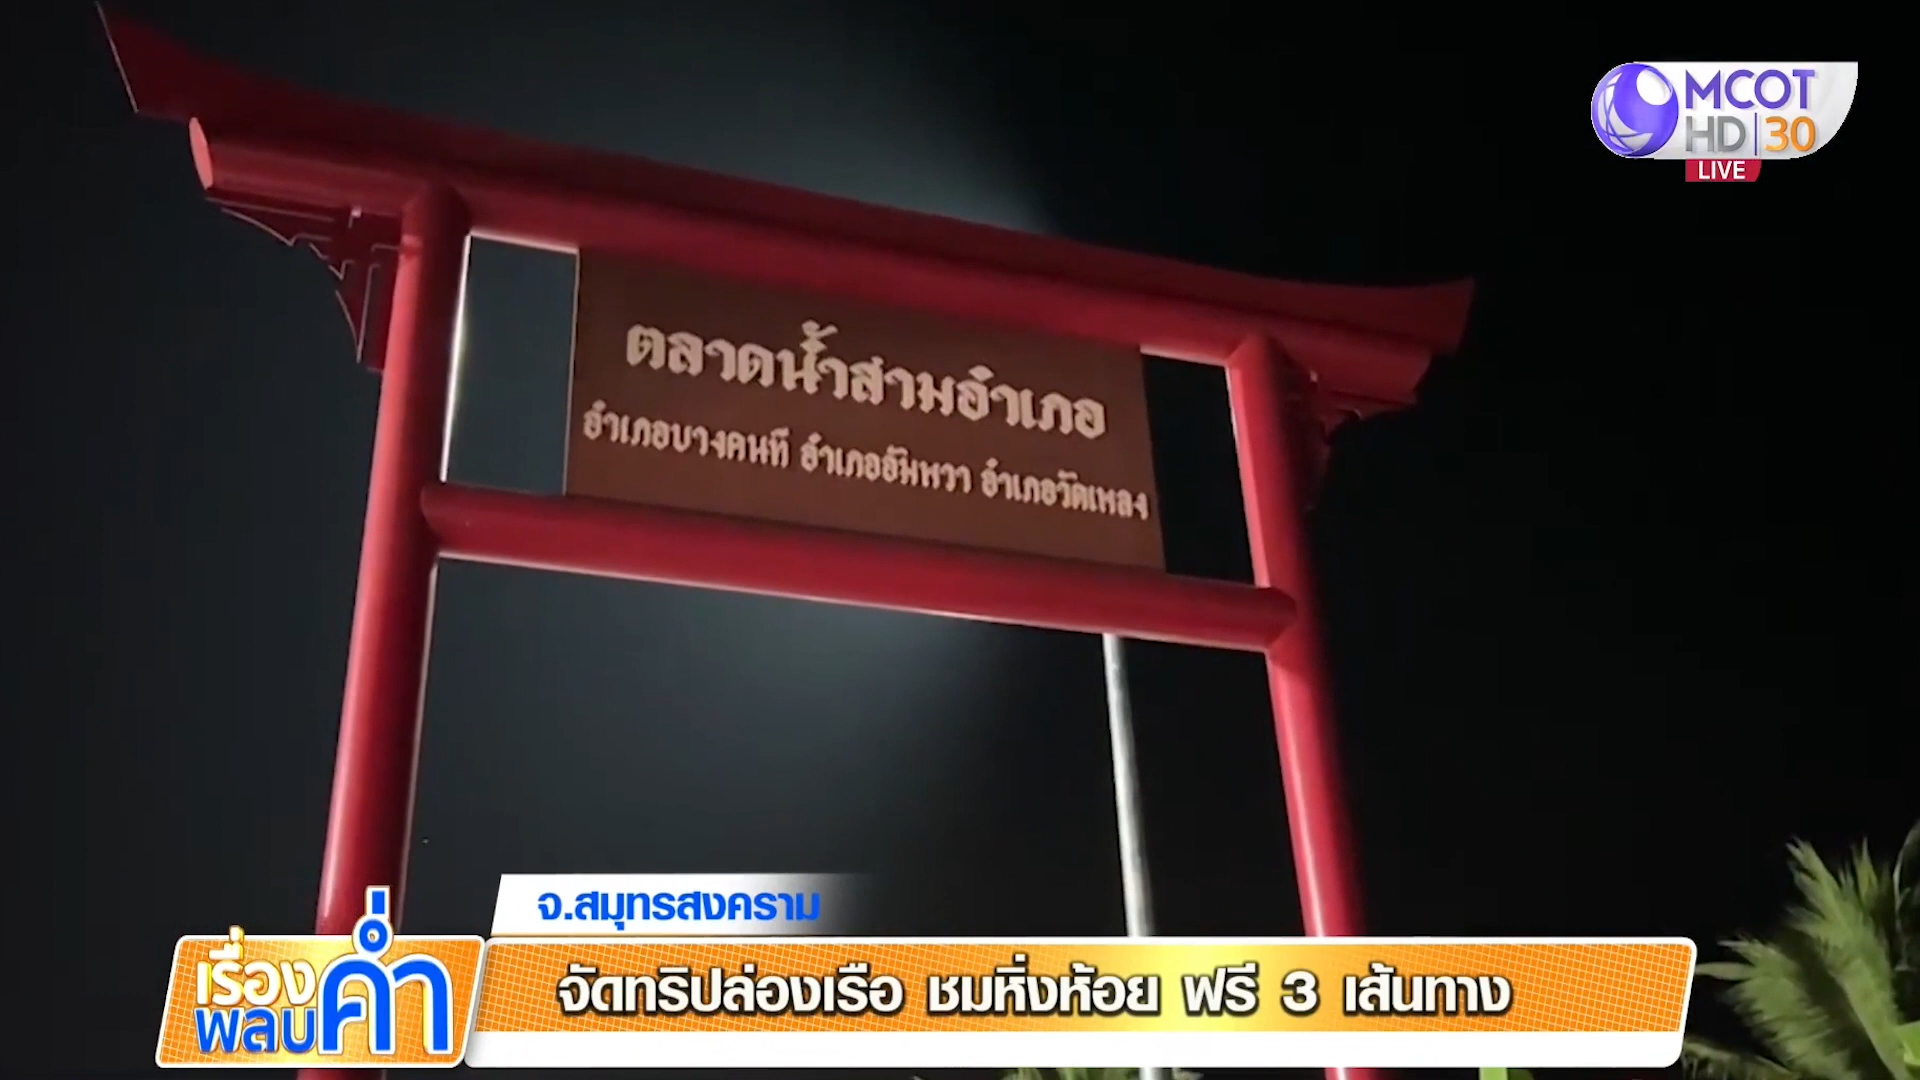 MCOT
HD 30
LIVE
ตลาดน้ำสามอำเภอ
อำเภอบางคนที อำเภออัมพวา อำเภอวัดเพลง
จ.สมุทรสงคราม
เรื่อง
พลบ
ค่ำ
จัดทริปล่องเรือ ชมหิ่งห้อย ฟรี 3 เส้นทาง